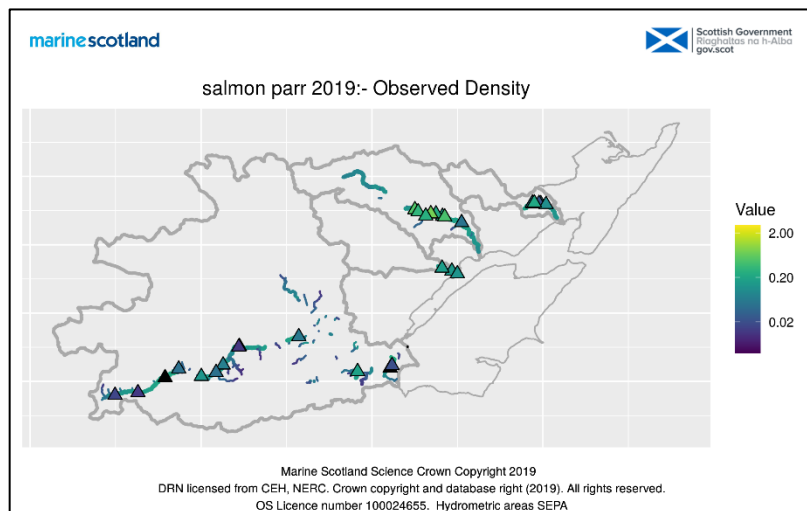 marinescotland
Scottish Government
Riaghaltas na h-Alba
gov.scot
salmon parr 2019:- Observed Density
Value
2.00
0.20
0.02
Marine Scotland Science Crown Copyright 2019
DRN licensed from CEH, NERC. Crown copyright and database right (2019). All rights reserved.
OS Licence number 100024655. Hydrometric areas SEPA